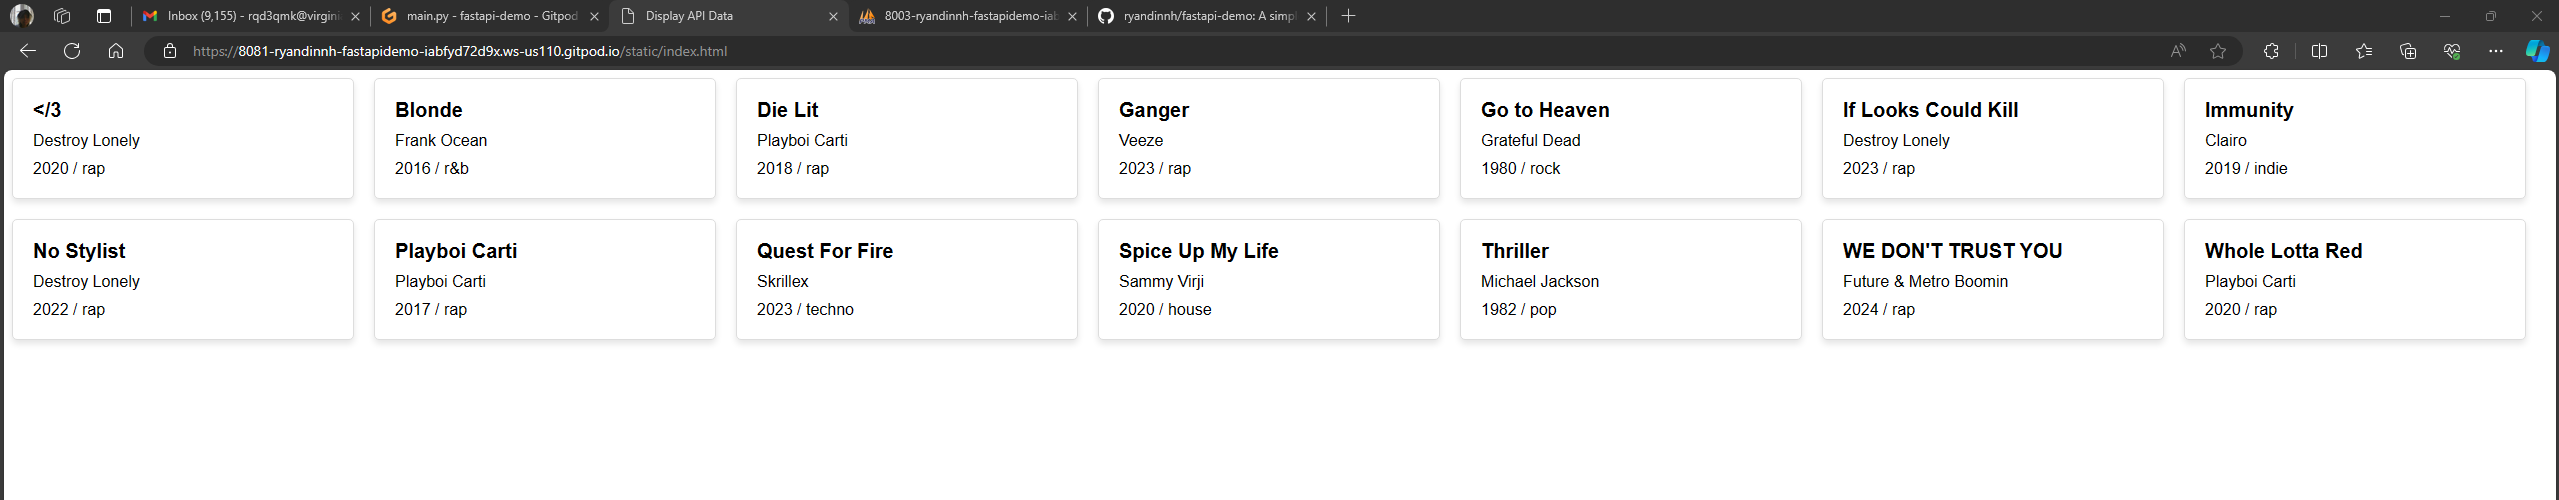 Inbox (9,155) - rqd3qmk@virgini
main.py - fastapi-demo - Gitpod
Display API Data
8003-ryandinnh-fastapidemo-iab
ryandinnh/fastapi-demo: A simpl
https://8081-ryandinnh-fastapidemo-iabfyd72d9x.ws-us110.gitpod.io/static/index.html
</3
Destroy Lonely
2020 / rap
Blonde
Frank Ocean
2016 / r&b
Die Lit
Playboi Carti
2018 / rap
Ganger
Veeze
2023 / rap
Go to Heaven
Grateful Dead
1980 / rock
If Looks Could Kill
Destroy Lonely
2023 / rap
Immunity
Clairo
2019 / indie
No Stylist
Destroy Lonely
2022 / rap
Playboi Carti
Playboi Carti
2017 / rap
Quest For Fire
Skrillex
2023 / techno
Spice Up My Life
Sammy Virji
2020 / house
Thriller
Michael Jackson
1982 / pop
WE DON'T TRUST YOU
Future & Metro Boomin
2024 / rap
Whole Lotta Red
Playboi Carti
2020 / rap